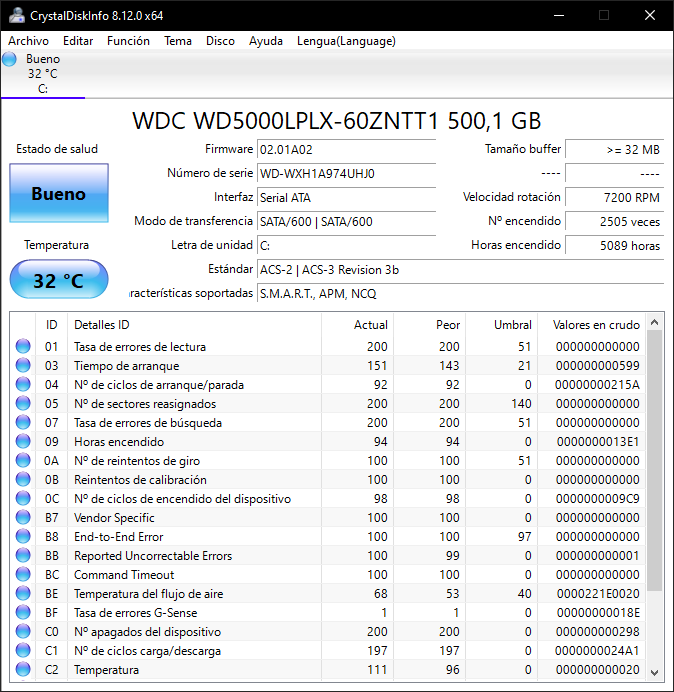 CrystalDiskInfo 8.12.0 x64
Archivo Editar Función Tema Disco Ayuda Lengua(Language)
Bueno
32 °C
C:
WDC WD5000LPLX-60ZNTT1 500,1 GB
Estado de salud
Bueno
Temperatura
32 °C
Firmware 02.01A02
Número de serie WD-WXH1A974UHJ0
Interfaz Serial ATA
Modo de transferencia SATA/600 | SATA/600
Letra de unidad C:
Estándar ACS-2 | ACS-3 Revision 3b
racterísticas soportadas S.M.A.R.T., APM, NCQ
Tamaño buffer >= 32 MB
---- ----
Velocidad rotación 7200 RPM
Nº encendido 2505 veces
Horas encendido 5089 horas
ID Detalles ID Actual Peor Umbral Valores en crudo
01 Tasa de errores de lectura 200 200 51 000000000000
03 Tiempo de arranque 151 143 21 000000000599
04 Nº de ciclos de arranque/parada 92 92 0 00000000215A
05 Nº de sectores reasignados 200 200 140 000000000000
07 Tasa de errores de búsqueda 200 200 51 000000000000
09 Horas encendido 94 94 0 0000000013E1
0A Nº de reintentos de giro 100 100 51 000000000000
0B Reintentos de calibración 100 100 0 000000000000
0C Nº de ciclos de encendido del dispositivo 98 98 0 0000000009C9
B7 Vendor Specific 100 100 0 000000000000
B8 End-to-End Error 100 100 97 000000000000
BB Reported Uncorrectable Errors 100 99 0 000000000001
BC Command Timeout 100 100 0 000000000000
BE Temperatura del flujo de aire 68 53 40 0000221E0020
BF Tasa de errores G-Sense 1 1 0 00000000018E
C0 Nº apagados del dispositivo 200 200 0 000000000298
C1 Nº de ciclos carga/descarga 197 197 0 0000000024A1
C2 Temperatura 111 96 0 000000000020